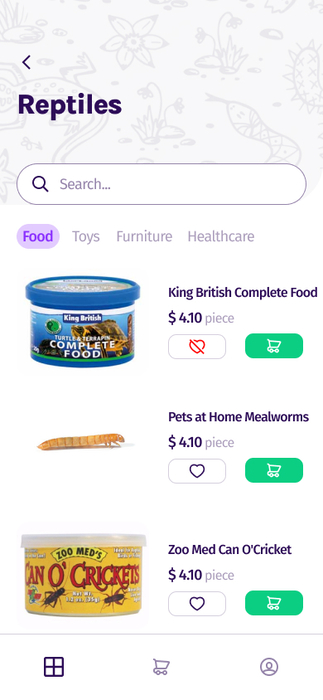 Reptiles
Search...
Food Toys Furniture Healthcare
King British
TURTLE & TERRAPIN
COMPLETE
FOOD
King British Complete Food
$ 4.10 piece
Pets at Home Mealworms
$ 4.10 piece
ZOO MED'S
CAN O' CRICKETS
Zoo Med Can O'Cricket
$ 4.10 piece